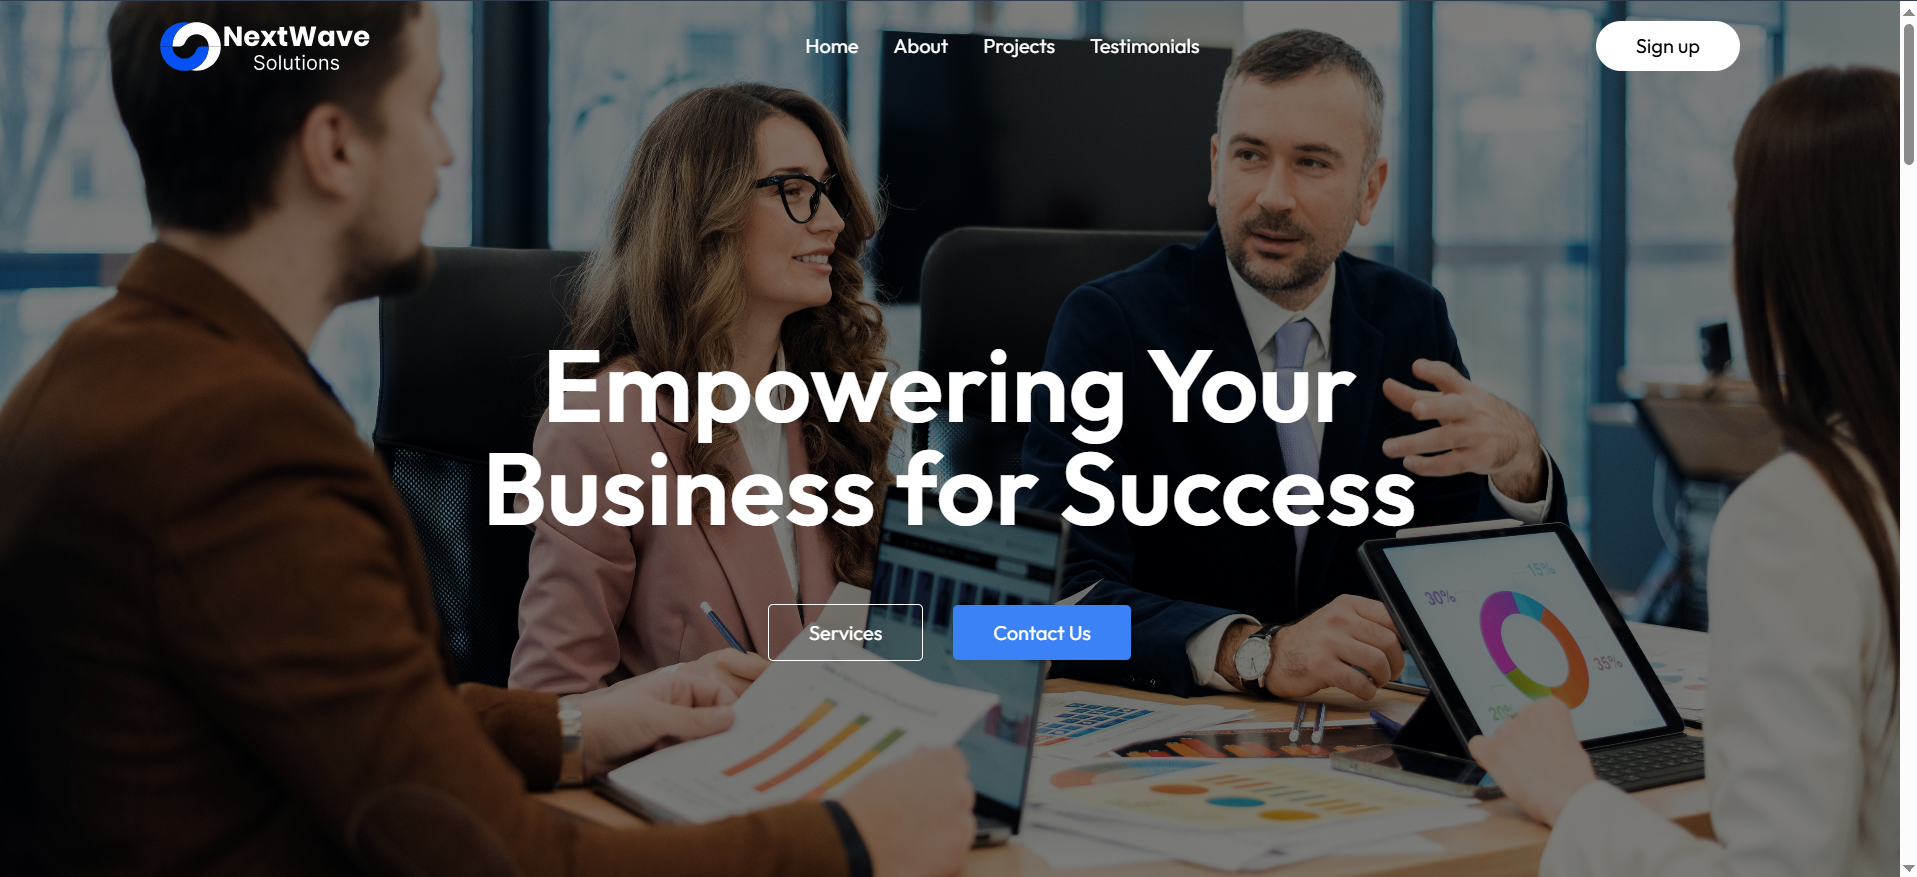 NextWave
Solutions
Home
About
Projects
Testimonials
Sign up
Empowering Your
Business for Success
Services
Contact Us
15%
30%
35%
20%